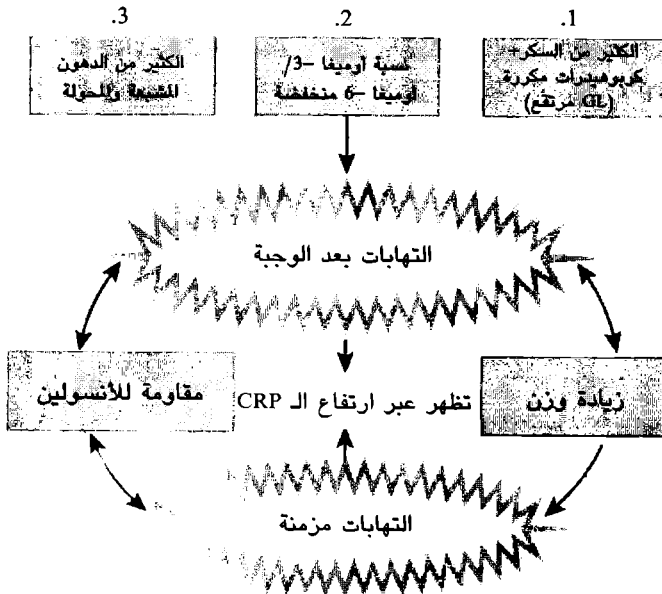 .1
الكثير من السكر+
كربوهيدرات مكررة
(GL مرتفع)
.2
نسبة أوميغا -3/
أوميغا -6 منخفضة
.3
الكثير من الدهون
المشبعة والمحولة
التهابات بعد الوجبة
زيادة وزن
تظهر عبر ارتفاع الـ CRP
مقاومة للأنسولين
التهابات مزمنة